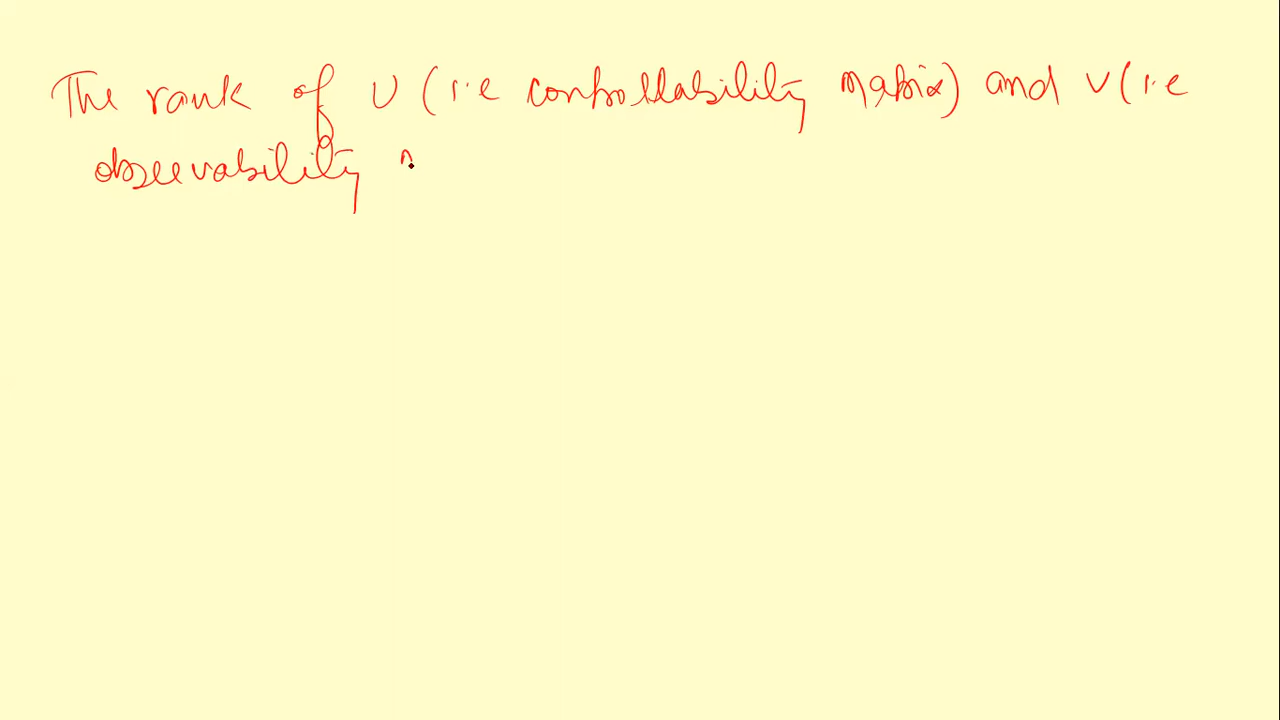 The rank of U (i.e controllability matrix) and V (i.e
observability